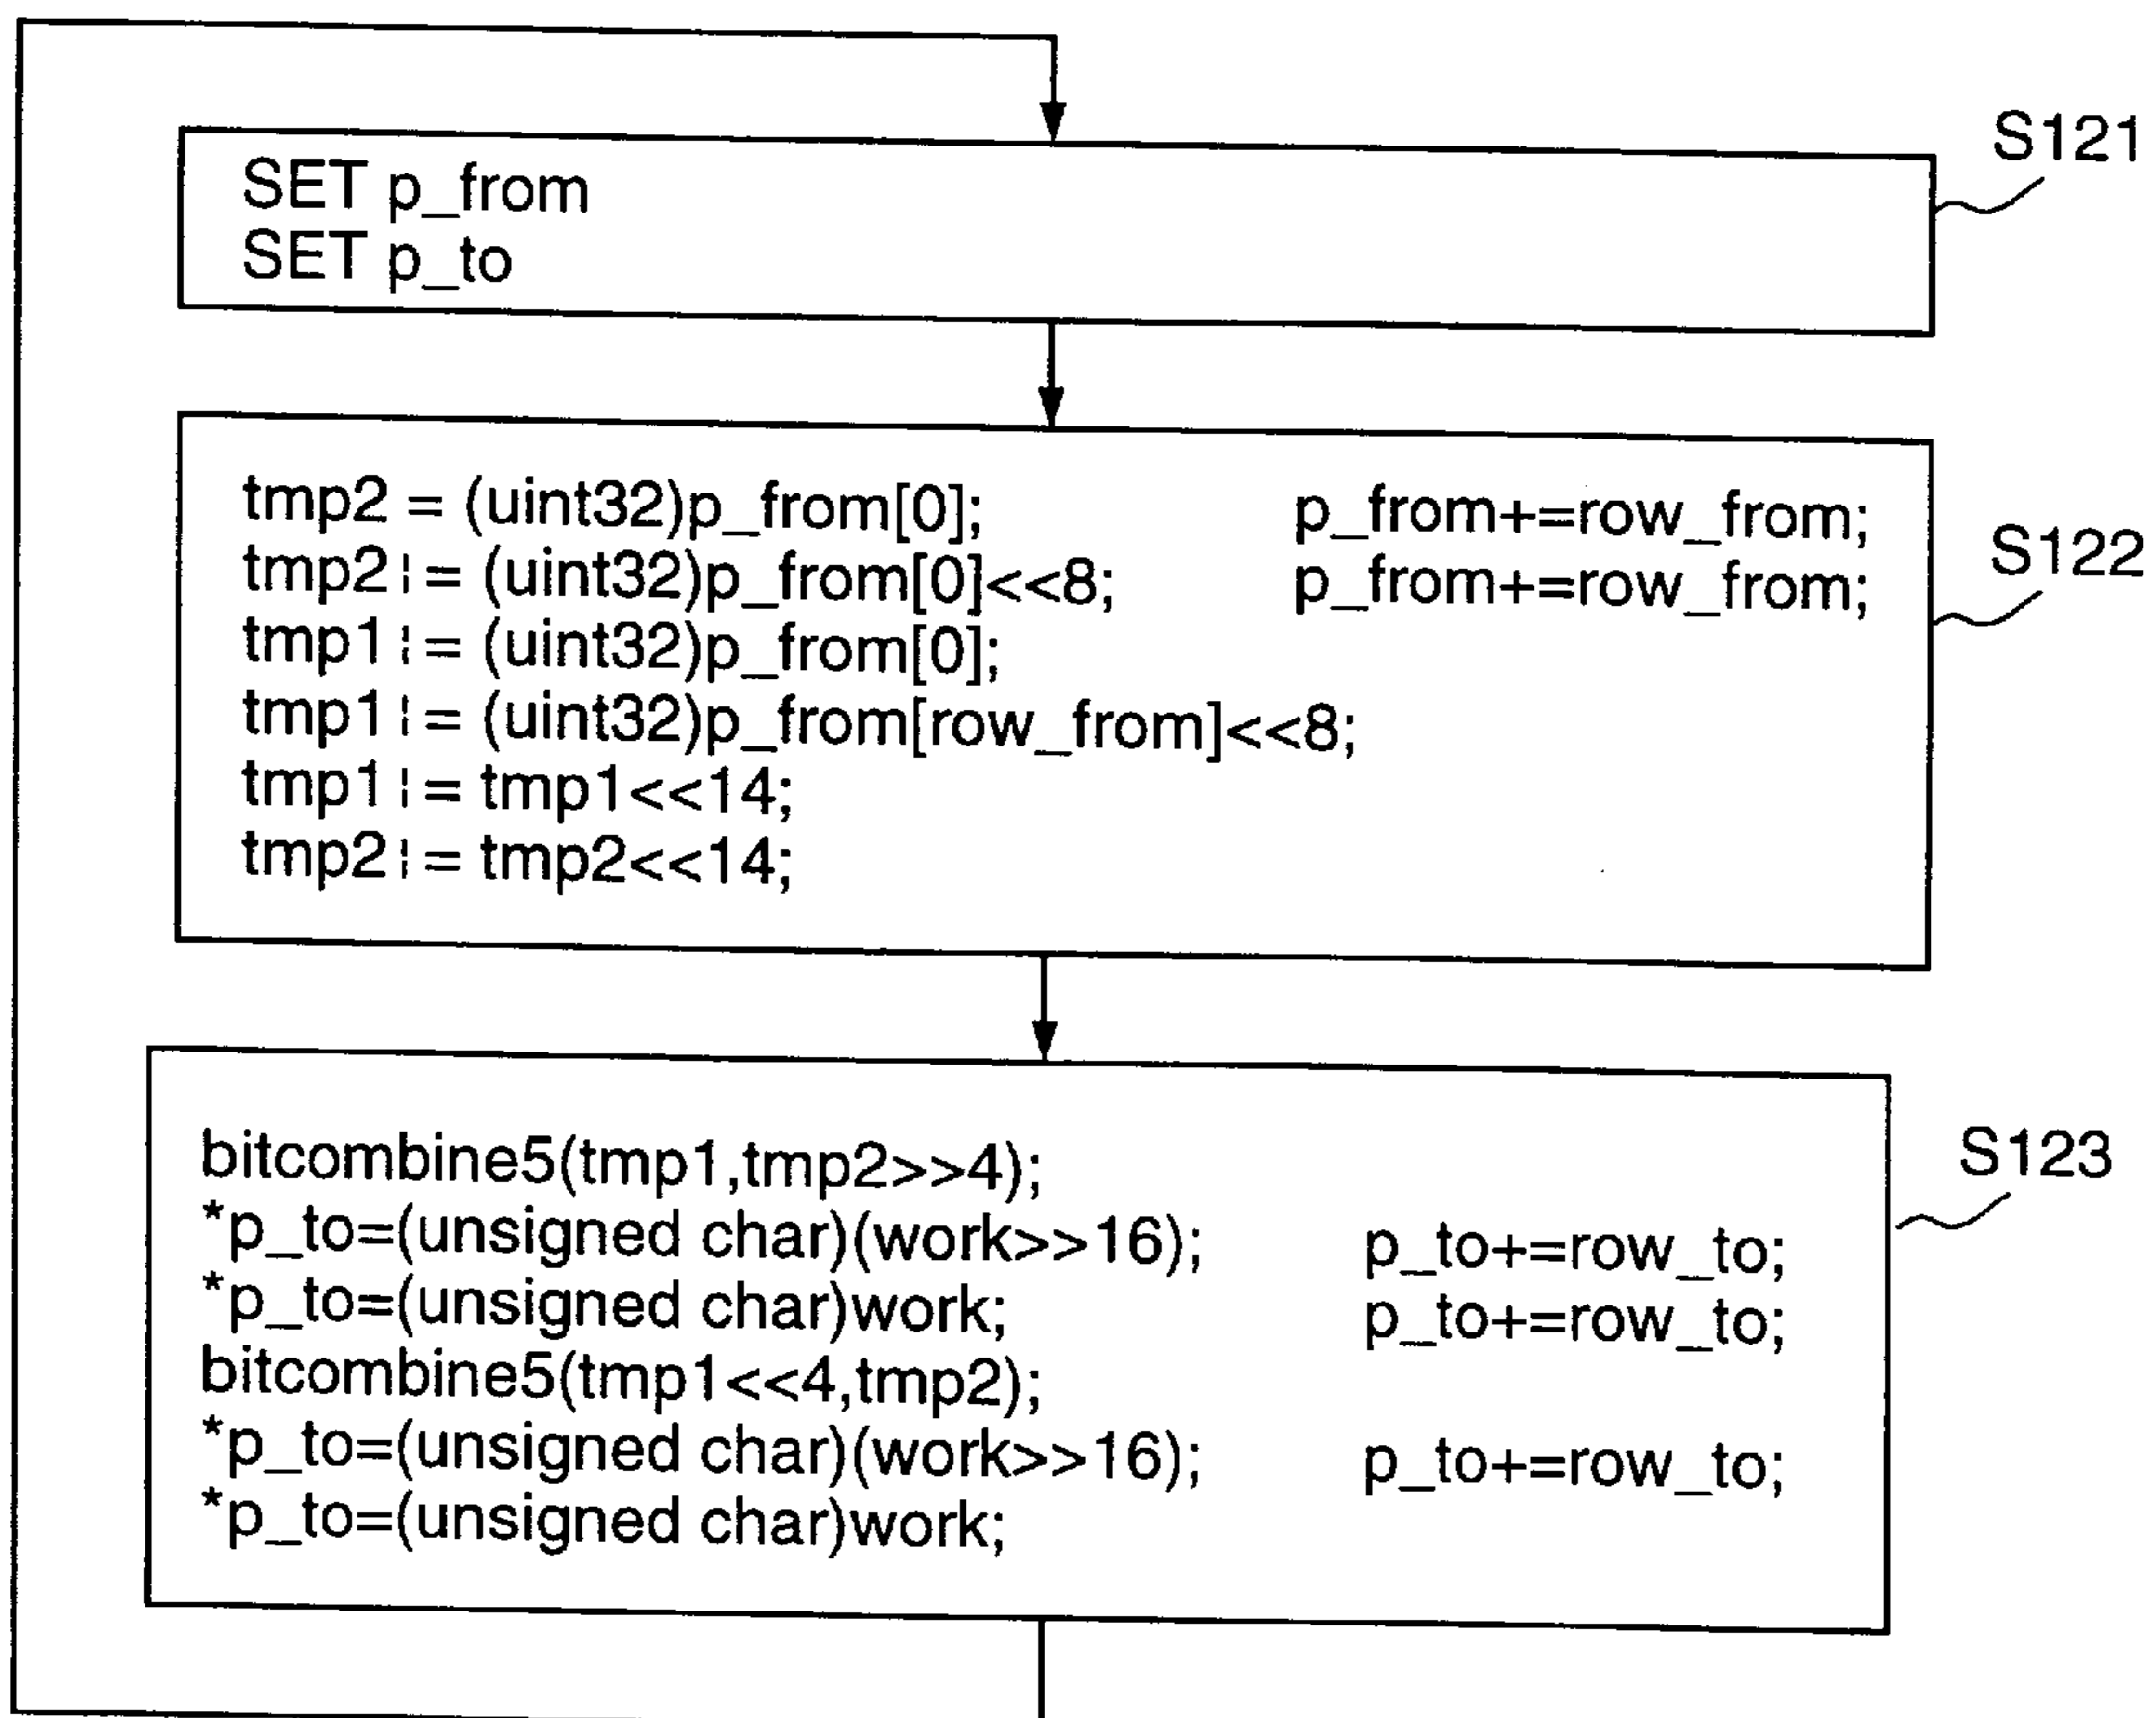 S121
SET p_from
SET p_to
S122
tmp2 = (uint32)p_from[0]; p_from+=row_from;
tmp2¦= (uint32)p_from[0]<<8; p_from+=row_from;
tmp1¦= (uint32)p_from[0];
tmp1¦= (uint32)p_from[row_from]<<8;
tmp1¦= tmp1<<14;
tmp2¦= tmp2<<14;
S123
bitcombine5(tmp1,tmp2>>4);
*p_to=(unsigned char)(work>>16); p_to+=row_to;
*p_to=(unsigned char)work; p_to+=row_to;
bitcombine5(tmp1<<4,tmp2);
*p_to=(unsigned char)(work>>16); p_to+=row_to;
*p_to=(unsigned char)work;